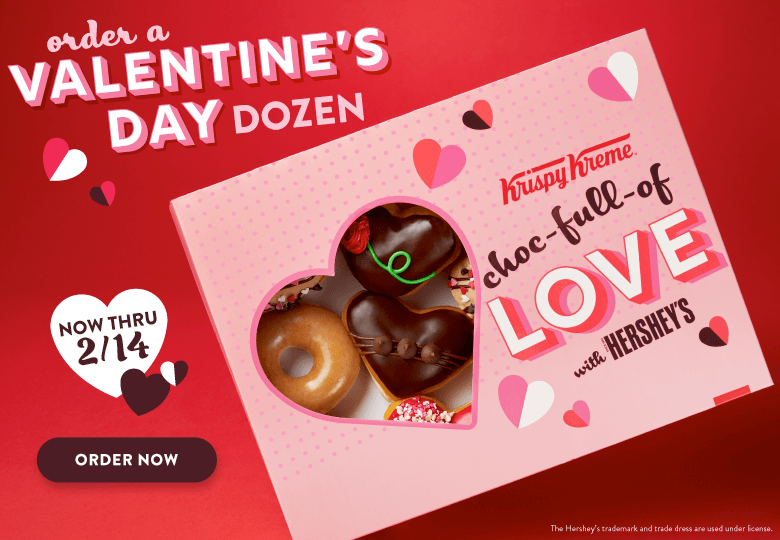 order a
VALENTINE'S
DAY DOZEN
Krispy Kreme
choc-full-of
LOVE
with HERSHEY'S
NOW THRU
2/14
ORDER NOW
The Hershey's trademark and trade dress are used under license.